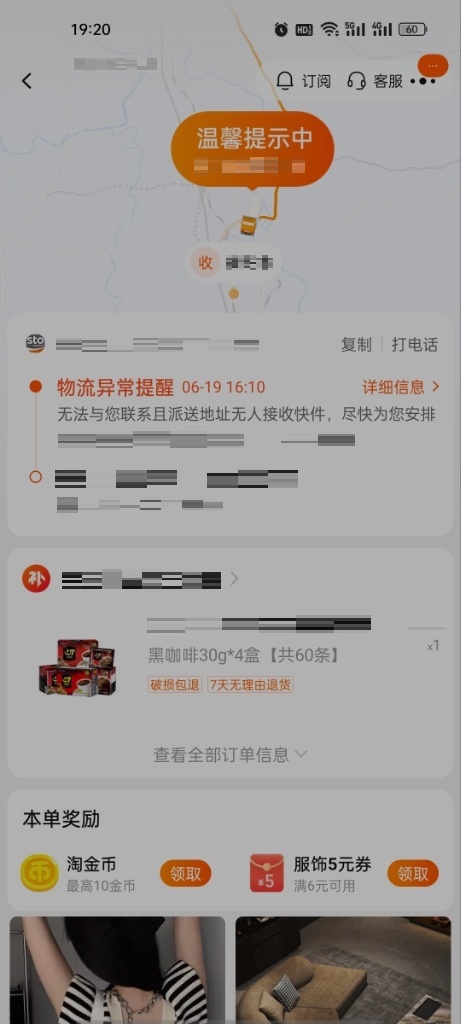 19:20
HD
5G
4G
60
订阅
客服
温馨提示中
收
sto
复制
打电话
物流异常提醒 06-19 16:10
详细信息
无法与您联系且派送地址无人接收快件，尽快为您安排
补
x1
黑咖啡30g*4盒【共60条】
破损包退 7天无理由退货
查看全部订单信息
本单奖励
币
淘金币
最高10金币
领取
¥5
服饰5元券
满6元可用
领取